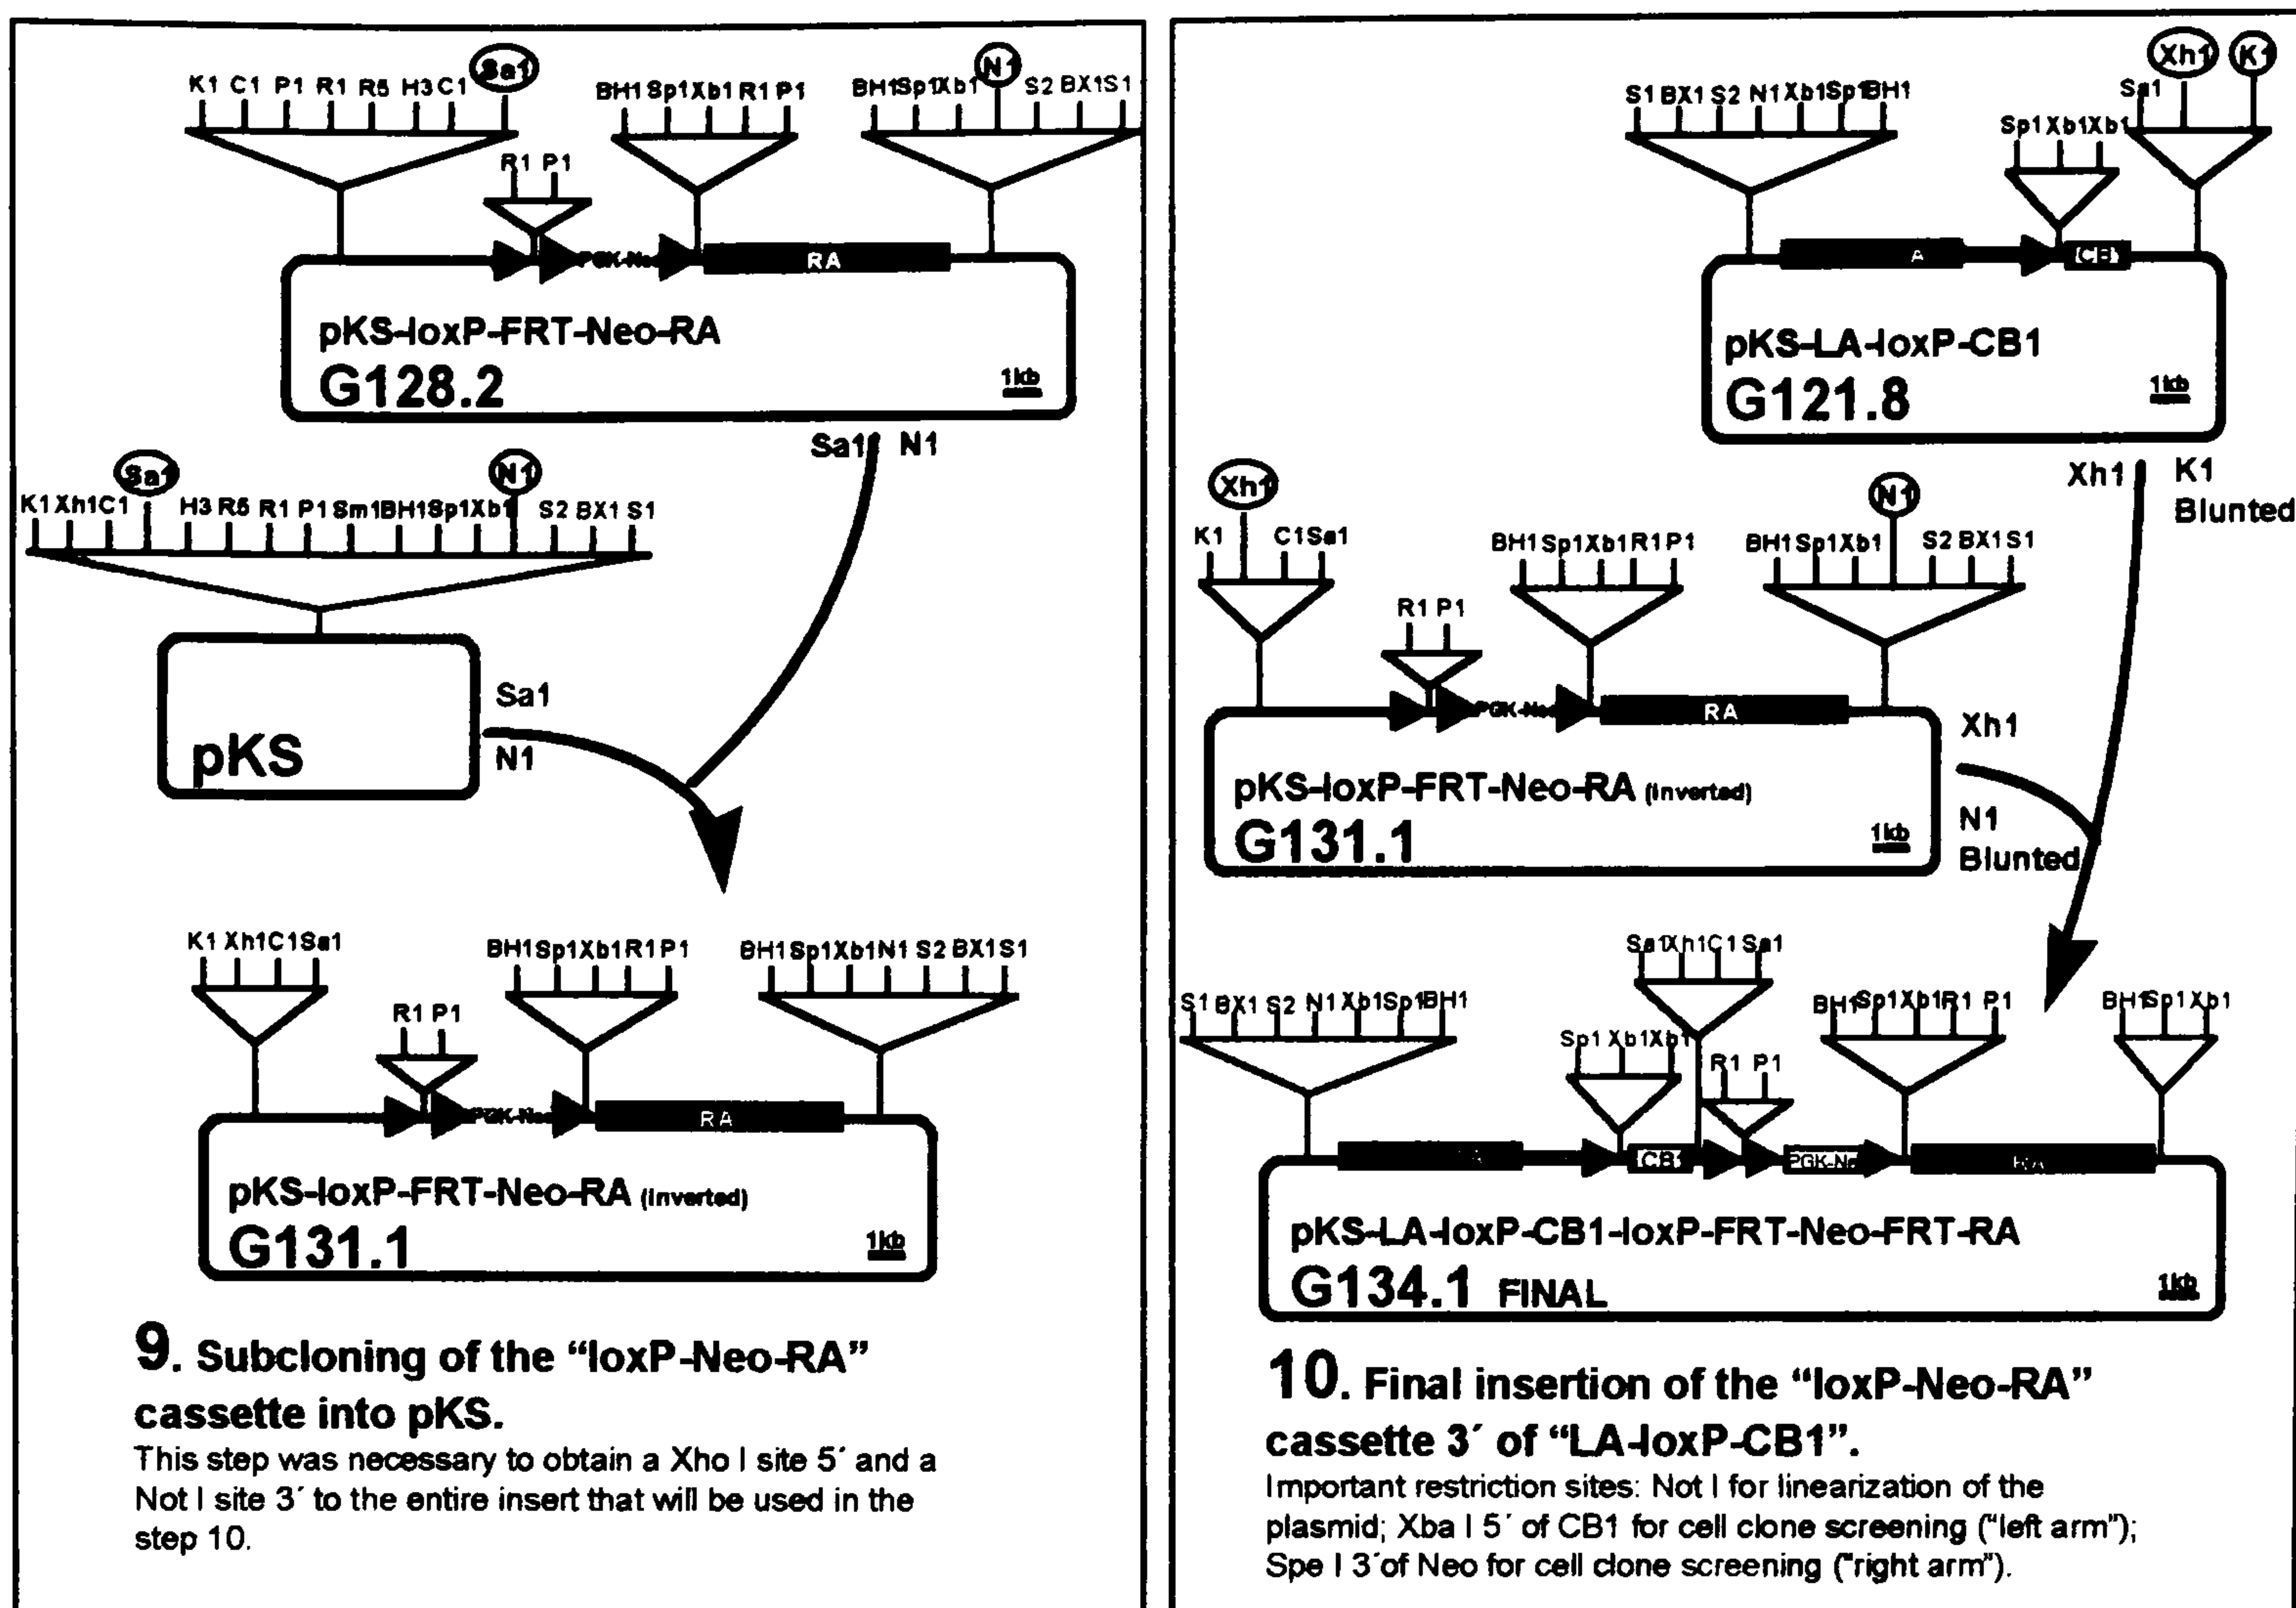 Sa1
N1
K1 C1 P1 R1 R5 H3 C1
BH1 Sp1 Xb1 R1 P1
BH1 Sp1 Xb1 S2 BX1 S1
R1 P1
PGK-Neo RA
pKS-loxP-FRT-Neo-RA
G128.2
1kb
Sa1 N1
Sa1 N1
K1 Xh1 C1 H3 R5 R1 P1 Sm1 BH1 Sp1 Xb1 S2 BX1 S1
pKS
Sa1
N1
K1 Xh1 C1 Sa1
BH1 Sp1 Xb1 R1 P1
BH1 Sp1 Xb1 N1 S2 BX1 S1
R1 P1
RA
pKS-loxP-FRT-Neo-RA (Inverted)
G131.1
1kb
9. Subcloning of the “loxP-Neo-RA”
cassette into pKS.
This step was necessary to obtain a Xho I site 5´ and a
Not I site 3´ to the entire insert that will be used in the
step 10.
Xh1 K1
Sa1
S1 BX1 S2 N1 Xb1 Sp1 BH1
Sp1 Xb1 Xb1
pKS-LA-loxP-CB1
G121.8
1kb
Xh1 K1
Blunted
Xh1
N1
K1 C1 Sa1
BH1 Sp1 Xb1 R1 P1
BH1 Sp1 Xb1 S2 BX1 S1
R1 P1
RA
pKS-loxP-FRT-Neo-RA (Inverted)
G131.1
1kb
Xh1
N1
Blunted
Sa1 Xh1 C1 Sa1
S1 BX1 S2 N1 Xb1 Sp1 BH1
Sp1 Xb1 Xb1
R1 P1
BH1 Sp1 Xb1 R1 P1
BH1 Sp1 Xb1
CB1
pKS-LA-loxP-CB1-loxP-FRT-Neo-FRT-RA
G134.1 FINAL
1kb
10. Final insertion of the “loxP-Neo-RA”
cassette 3´ of “LA-loxP-CB1”.
Important restriction sites: Not I for linearization of the
plasmid; Xba I 5´ of CB1 for cell clone screening (“left arm”);
Spe I 3´of Neo for cell clone screening (“right arm”).